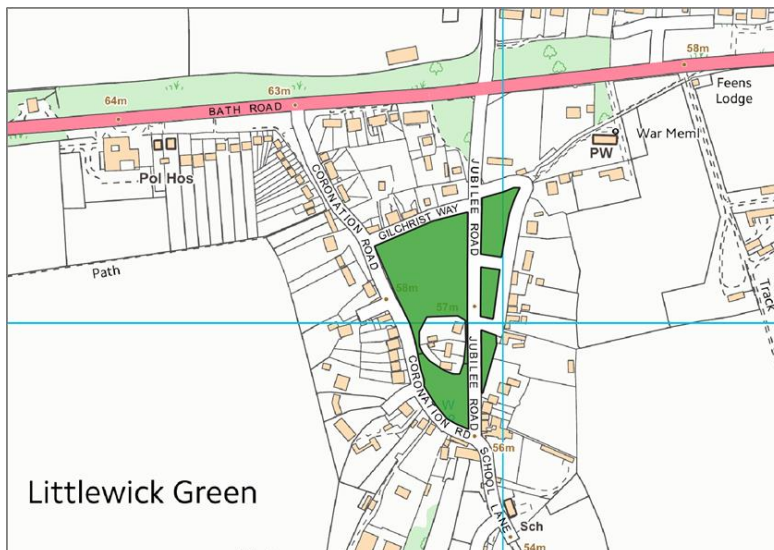 58m
63m
64m
BATH ROAD
Feens
Lodge
War Meml
PW
Pol Hos
CORONATION ROAD
JUBILEE ROAD
GILCHRIST WAY
Path
58m
57m
Track
JUBILEE ROAD
CORONATION RD
W
56m
SCHOOL LANE
Littlewick Green
Sch
54m